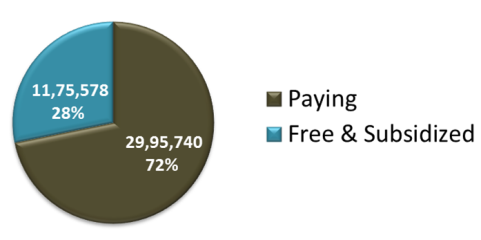 11,75,578
28%
29,95,740
72%
Paying
Free & Subsidized